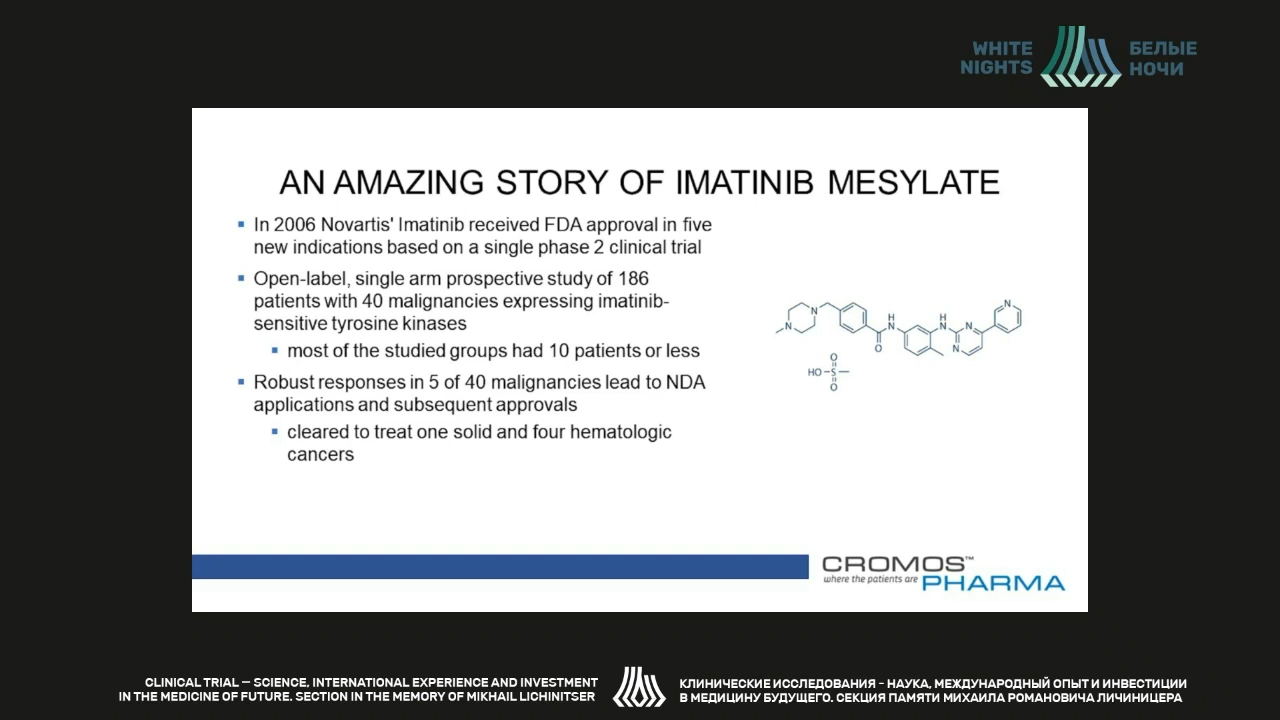 WHITE
NIGHTS
БЕЛЫЕ
НОЧИ
AN AMAZING STORY OF IMATINIB MESYLATE
▪ In 2006 Novartis' Imatinib received FDA approval in five
new indications based on a single phase 2 clinical trial
▪ Open-label, single arm prospective study of 186
patients with 40 malignancies expressing imatinib-
sensitive tyrosine kinases
▪ most of the studied groups had 10 patients or less
▪ Robust responses in 5 of 40 malignancies lead to NDA
applications and subsequent approvals
▪ cleared to treat one solid and four hematologic
cancers
N
N
O
H
N
H
N
N
N
N
O
HO
S
O
CROMOS™
where the patients are PHARMA
CLINICAL TRIAL – SCIENCE, INTERNATIONAL EXPERIENCE AND INVESTMENT
IN THE MEDICINE OF FUTURE. SECTION IN THE MEMORY OF MIKHAIL LICHINITSER
КЛИНИЧЕСКИЕ ИССЛЕДОВАНИЯ - НАУКА, МЕЖДУНАРОДНЫЙ ОПЫТ И ИНВЕСТИЦИИ
В МЕДИЦИНУ БУДУЩЕГО. СЕКЦИЯ ПАМЯТИ МИХАИЛА РОМАНОВИЧА ЛИЧИНИЦЕРА